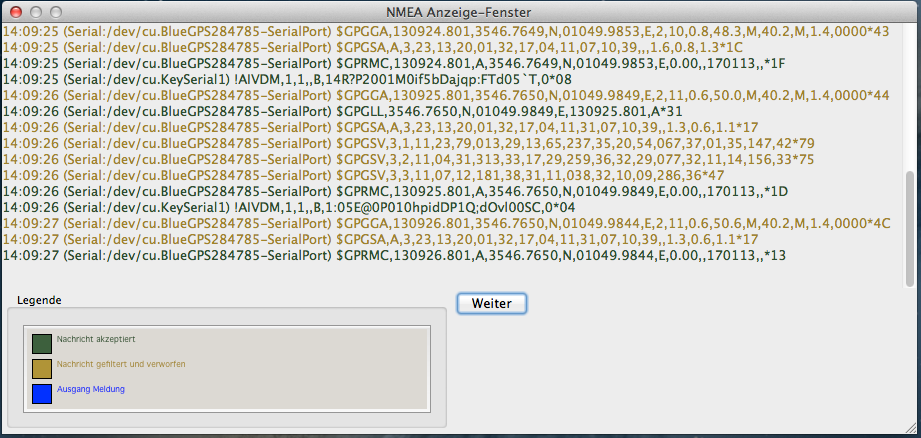 NMEA Anzeige-Fenster
14:09:25 (Serial:/dev/cu.BlueGPS284785-SerialPort) $GPGGA,130924.801,3546.7649,N,01049.9853,E,2,10,0.8,48.3,M,40.2,M,1.4,0000*43
14:09:25 (Serial:/dev/cu.BlueGPS284785-SerialPort) $GPGSA,A,3,23,13,20,01,32,17,04,11,07,10,39,,,1.6,0.8,1.3*1C
14:09:25 (Serial:/dev/cu.BlueGPS284785-SerialPort) $GPRMC,130924.801,A,3546.7649,N,01049.9853,E,0.00,,170113,,,*1F
14:09:25 (Serial:/dev/cu.KeySerial1) !AIVDM,1,1,,B,14R?P2001M0if5bDajqp:FTd05`T,0*08
14:09:26 (Serial:/dev/cu.BlueGPS284785-SerialPort) $GPGGA,130925.801,3546.7650,N,01049.9849,E,2,11,0.6,50.0,M,40.2,M,1.4,0000*44
14:09:26 (Serial:/dev/cu.BlueGPS284785-SerialPort) $GPGLL,3546.7650,N,01049.9849,E,130925.801,A*31
14:09:26 (Serial:/dev/cu.BlueGPS284785-SerialPort) $GPGSA,A,3,23,13,20,01,32,17,04,11,31,07,10,39,,1.3,0.6,1.1*17
14:09:26 (Serial:/dev/cu.BlueGPS284785-SerialPort) $GPGSV,3,1,11,23,79,013,29,13,65,237,35,20,54,067,37,01,35,147,42*79
14:09:26 (Serial:/dev/cu.BlueGPS284785-SerialPort) $GPGSV,3,2,11,04,31,313,33,17,29,259,36,32,29,077,32,11,14,156,33*75
14:09:26 (Serial:/dev/cu.BlueGPS284785-SerialPort) $GPGSV,3,3,11,07,12,181,38,31,11,038,32,10,09,286,36*47
14:09:26 (Serial:/dev/cu.BlueGPS284785-SerialPort) $GPRMC,130925.801,A,3546.7650,N,01049.9849,E,0.00,,170113,,,*1D
14:09:26 (Serial:/dev/cu.KeySerial1) !AIVDM,1,1,,B,1:05E@0P010hpidDP1Q;dOvl00SC,0*04
14:09:27 (Serial:/dev/cu.BlueGPS284785-SerialPort) $GPGGA,130926.801,3546.7650,N,01049.9844,E,2,11,0.6,50.6,M,40.2,M,1.4,0000*4C
14:09:27 (Serial:/dev/cu.BlueGPS284785-SerialPort) $GPGSA,A,3,23,13,20,01,32,17,04,11,31,07,10,39,,1.3,0.6,1.1*17
14:09:27 (Serial:/dev/cu.BlueGPS284785-SerialPort) $GPRMC,130926.801,A,3546.7650,N,01049.9844,E,0.00,,170113,,,*13
Legende
Weiter
Nachricht akzeptiert
Nachricht gefiltert und verworfen
Ausgang Meldung